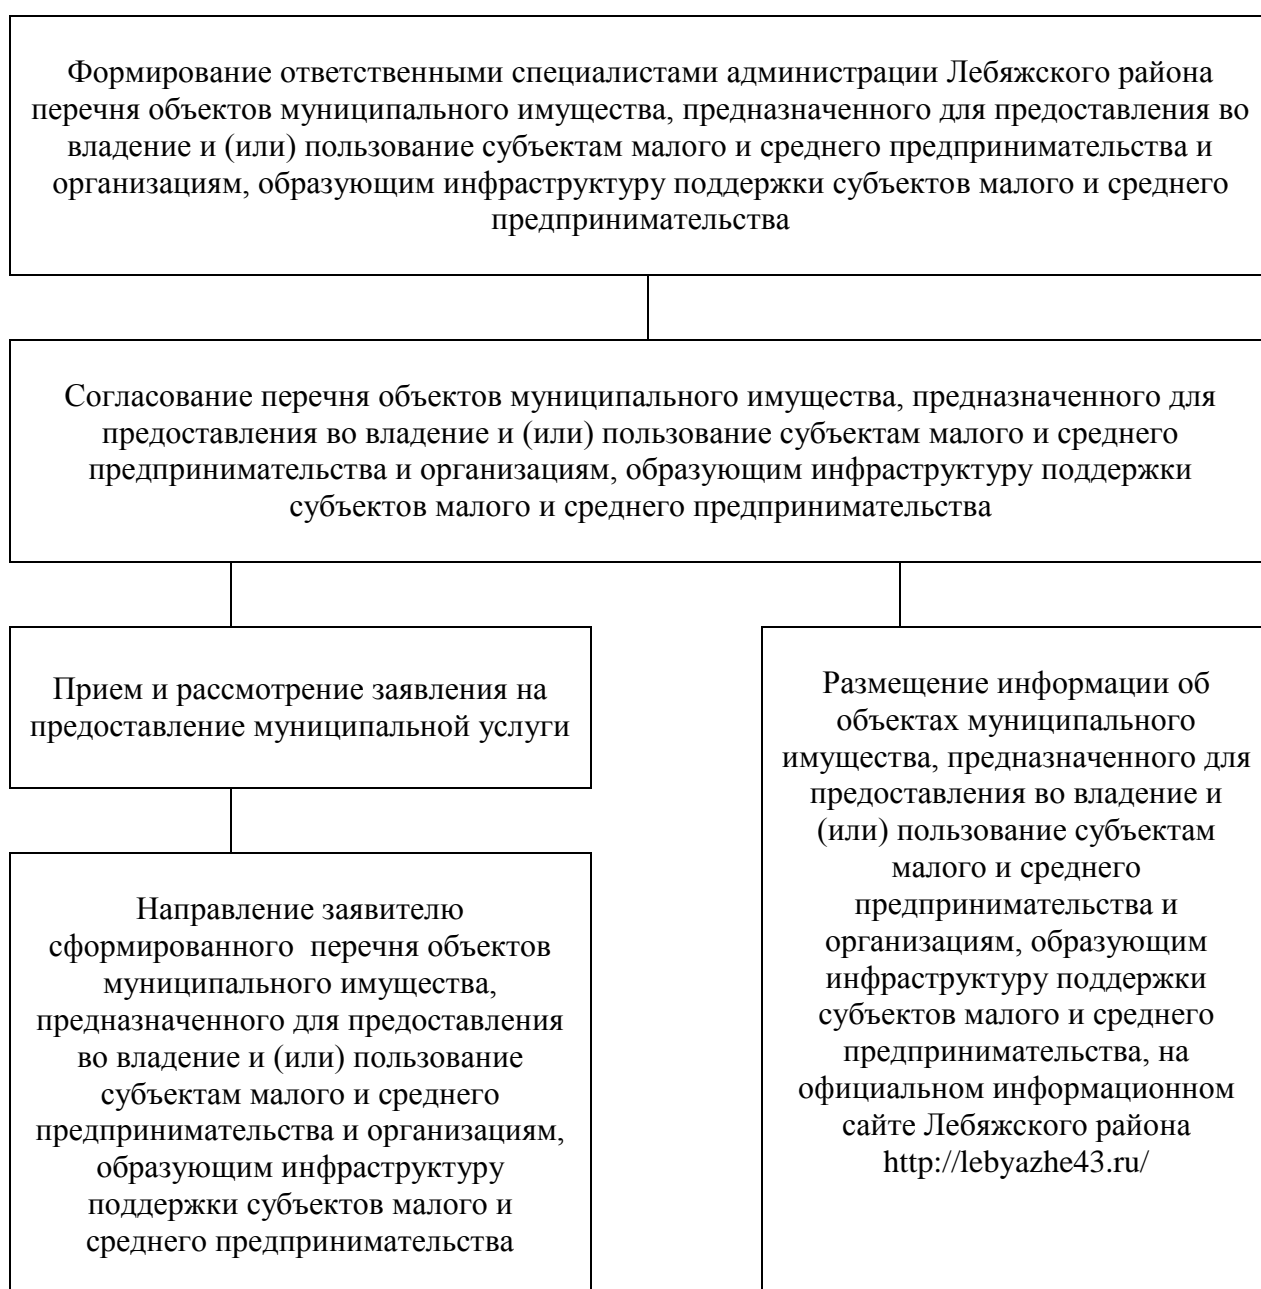 Формирование ответственными специалистами администрации Лебяжского района
перечня объектов муниципального имущества, предназначенного для предоставления во
владение и (или) пользование субъектам малого и среднего предпринимательства и
организациям, образующим инфраструктуру поддержки субъектов малого и среднего
предпринимательства
Согласование перечня объектов муниципального имущества, предназначенного для
предоставления во владение и (или) пользование субъектам малого и среднего
предпринимательства и организациям, образующим инфраструктуру поддержки
субъектов малого и среднего предпринимательства
Прием и рассмотрение заявления на
предоставление муниципальной услуги
Направление заявителю
сформированного  перечня объектов
муниципального имущества,
предназначенного для предоставления
во владение и (или) пользование
субъектам малого и среднего
предпринимательства и организациям,
образующим инфраструктуру
поддержки субъектов малого и
среднего предпринимательства
Размещение информации об
объектах муниципального
имущества, предназначенного для
предоставления во владение и
(или) пользование субъектам
малого и среднего
предпринимательства и
организациям, образующим
инфраструктуру поддержки
субъектов малого и среднего
предпринимательства, на
официальном информационном
сайте Лебяжского района
http://lebyazhe43.ru/